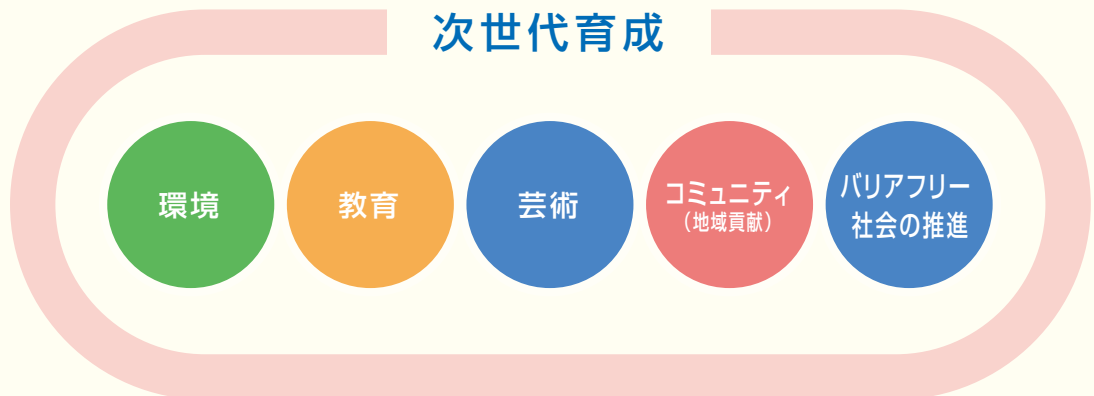 次世代育成
環境
教育
芸術
コミュニティ
（地域貢献）
バリアフリー
社会の推進